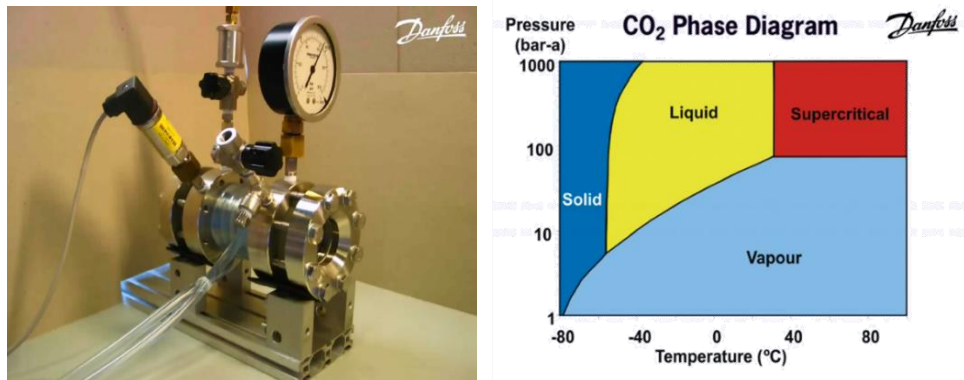 Danfoss
Pressure
(bar-a)
CO₂ Phase Diagram
Danfoss
1000
100
10
1
Solid
Liquid
Supercritical
Vapour
-80
-40
0
40
80
Temperature (ºC)